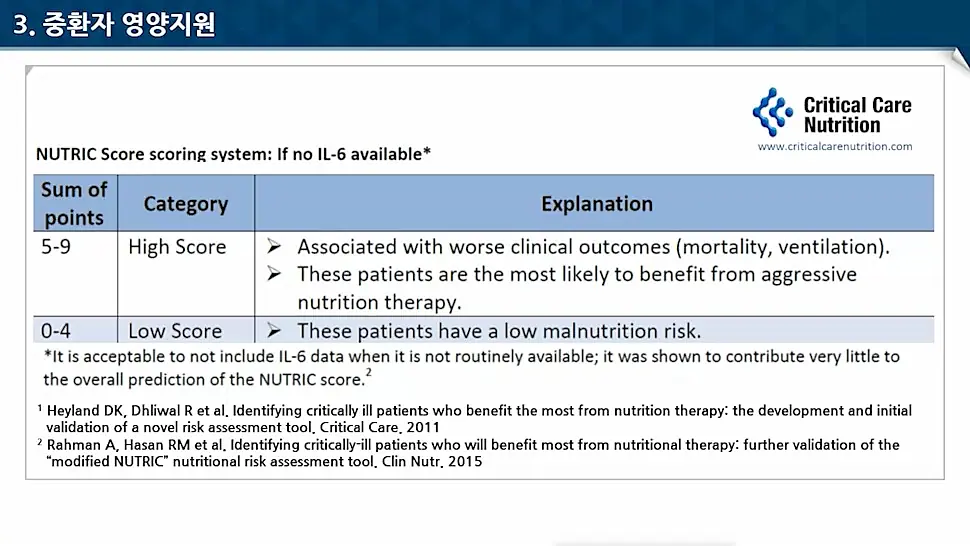 3. 중환자 영양지원
Critical Care
Nutrition
www.criticalcarenutrition.com
NUTRIC Score scoring system: If no IL-6 available*
Sum of points Category Explanation
5-9 High Score ➢ Associated with worse clinical outcomes (mortality, ventilation).
➢ These patients are the most likely to benefit from aggressive
nutrition therapy.
0-4 Low Score ➢ These patients have a low malnutrition risk.
*It is acceptable to not include IL-6 data when it is not routinely available; it was shown to contribute very little to
the overall prediction of the NUTRIC score.²
¹ Heyland DK, Dhliwal R et al. Identifying critically ill patients who benefit the most from nutrition therapy: the development and initial
validation of a novel risk assessment tool. Critical Care. 2011
² Rahman A, Hasan RM et al. Identifying critically-ill patients who will benefit most from nutritional therapy: further validation of the
“modified NUTRIC” nutritional risk assessment tool. Clin Nutr. 2015